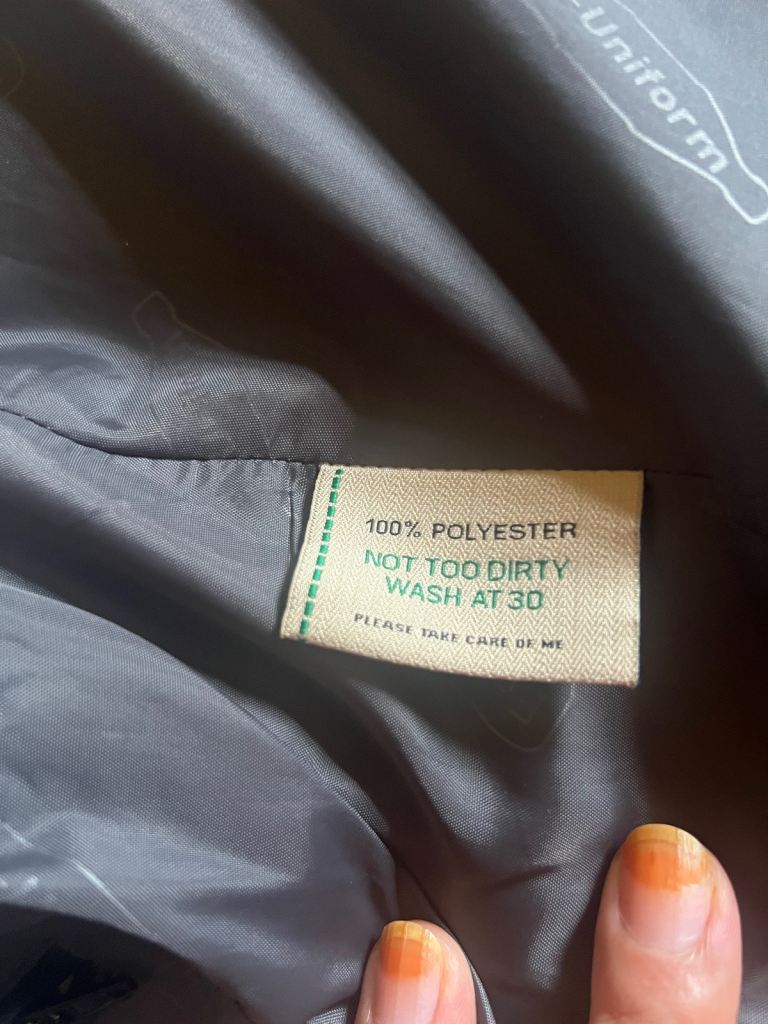 -Uniform
100% POLYESTER
NOT TOO DIRTY
WASH AT 30
PLEASE TAKE CARE OF ME